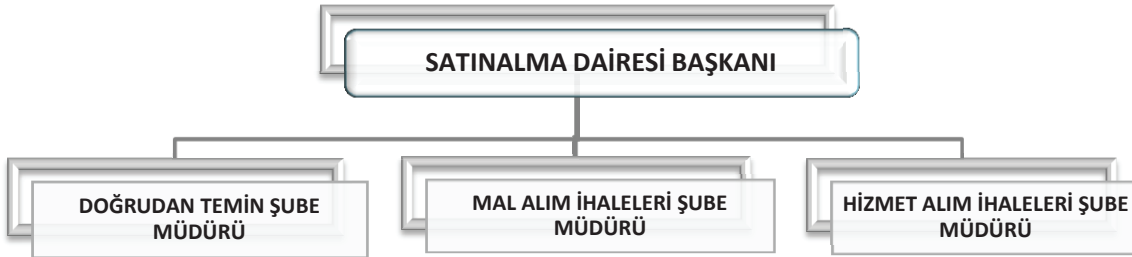 SATINALMA DAİRESİ BAŞKANI
DOĞRUDAN TEMİN ŞUBE
MÜDÜRÜ
MAL ALIM İHALELERİ ŞUBE
MÜDÜRÜ
HİZMET ALIM İHALELERİ ŞUBE
MÜDÜRÜ